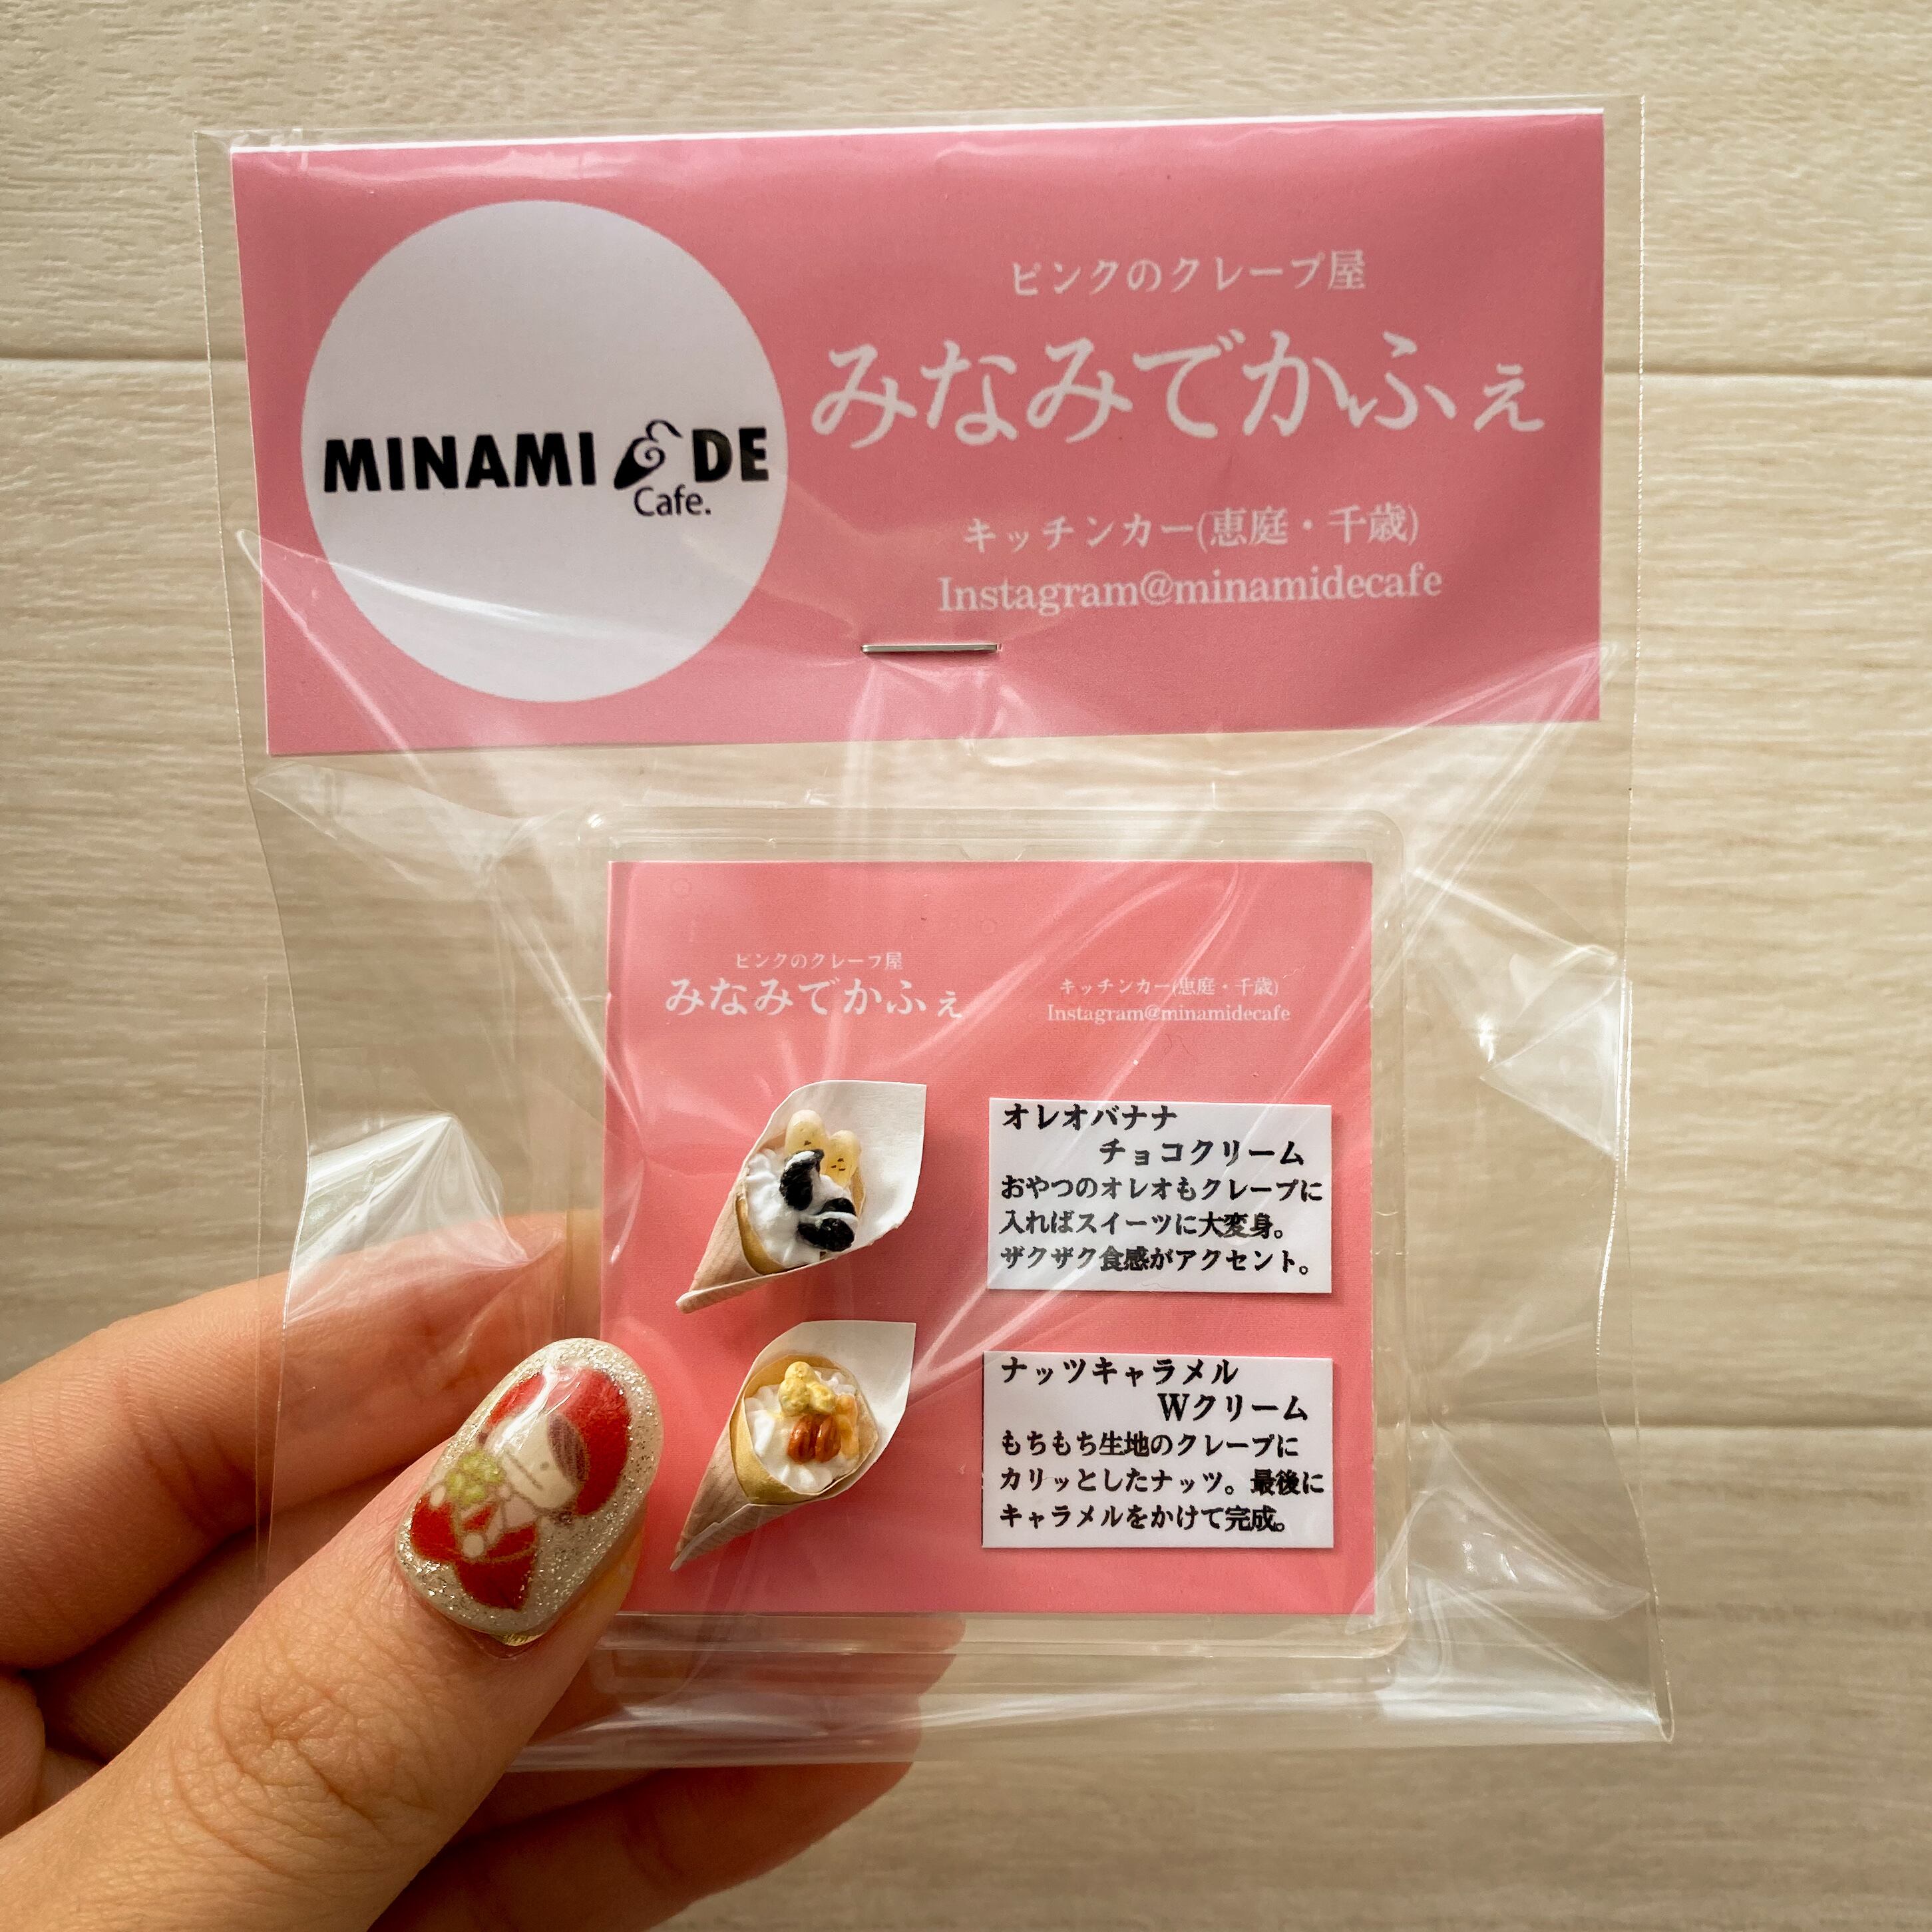 MINAMI DE
Cafe.
ピンクのクレープ屋
みなみでかふぇ
キッチンカー(恵庭・千歳)
Instagram@minamidecafe
ピンクのクレープ屋
みなみでかふぇ
キッチンカー(恵庭・千歳)
Instagram@minamidecafe
オレオバナナ
チョコクリーム
おやつのオレオもクレープに
入ればスイーツに大変身。
ザクザク食感がアクセント。
ナッツキャラメル
Wクリーム
もちもち生地のクレープに
カリッとしたナッツ。最後に
キャラメルをかけて完成。